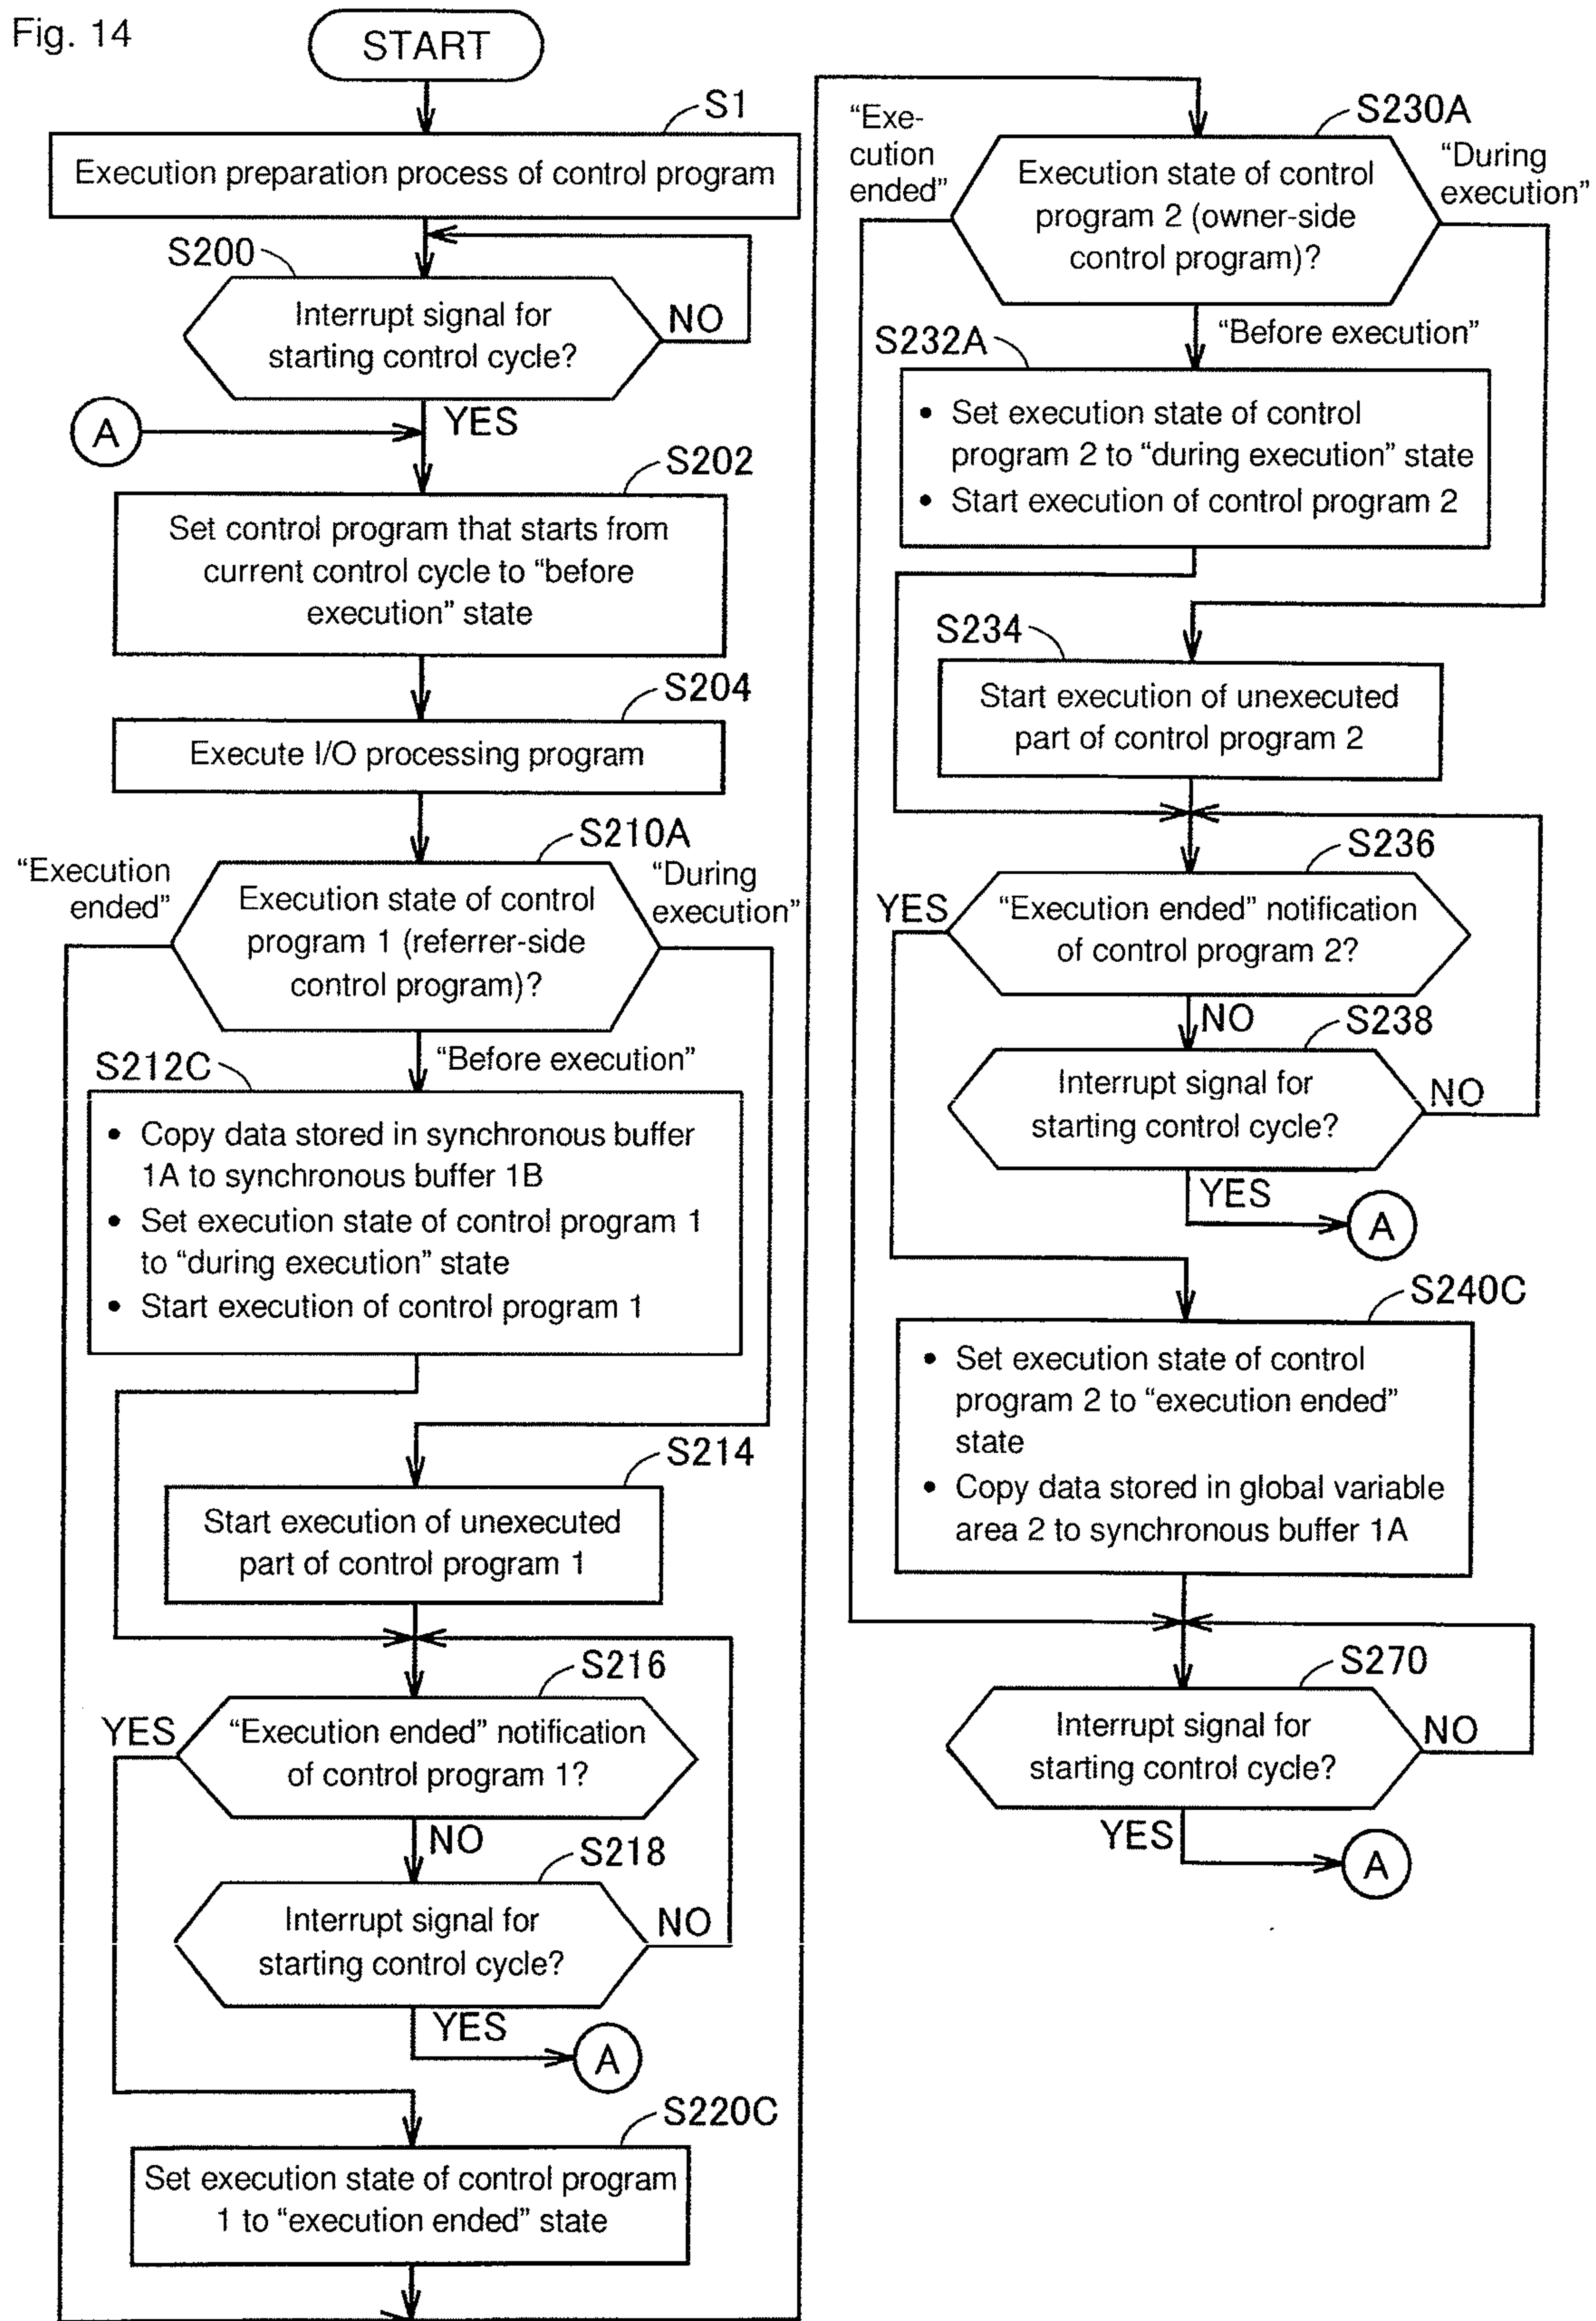 Fig. 14
START
S1
Execution preparation process of control program
S200
Interrupt signal for
starting control cycle?
NO
YES
A
S202
Set control program that starts from
current control cycle to “before
execution” state
S204
Execute I/O processing program
S210A
“Execution
ended”
“During
execution”
Execution state of control
program 1 (referrer-side
control program)?
“Before execution”
S212C
• Copy data stored in synchronous buffer
1A to synchronous buffer 1B
• Set execution state of control program 1
to “during execution” state
• Start execution of control program 1
S214
Start execution of unexecuted
part of control program 1
S216
YES
“Execution ended” notification
of control program 1?
NO
S218
Interrupt signal for
starting control cycle?
NO
YES
A
S220C
Set execution state of control program
1 to “execution ended” state
“Exe-
cution
ended”
S230A
“During
execution”
Execution state of control
program 2 (owner-side
control program)?
“Before execution”
S232A
• Set execution state of control
program 2 to “during execution” state
• Start execution of control program 2
S234
Start execution of unexecuted
part of control program 2
S236
YES
“Execution ended” notification
of control program 2?
NO
S238
Interrupt signal for
starting control cycle?
NO
YES
A
S240C
• Set execution state of control
program 2 to “execution ended”
state
• Copy data stored in global variable
area 2 to synchronous buffer 1A
S270
Interrupt signal for
starting control cycle?
NO
YES
A